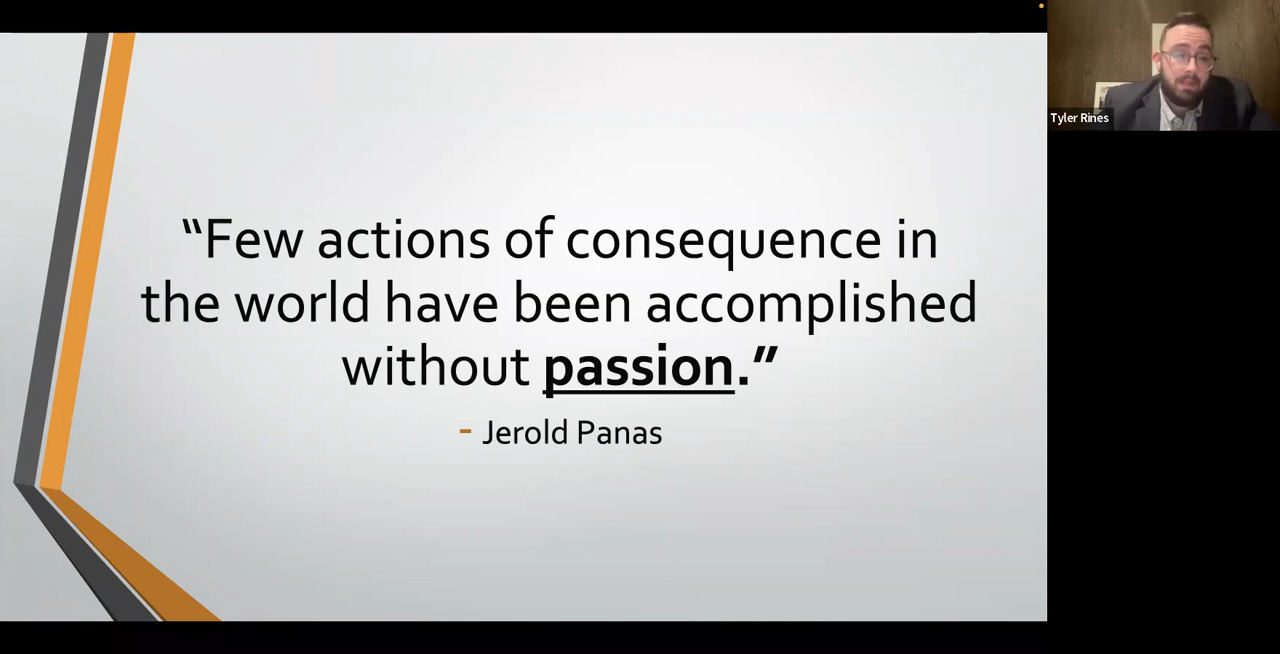 “Few actions of consequence in
the world have been accomplished
without passion.”
- Jerold Panas
Tyler Rines